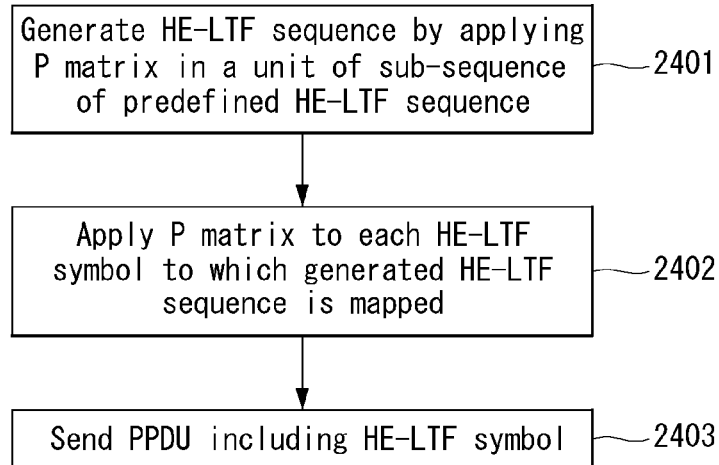 Generate HE-LTF sequence by applying
P matrix in a unit of sub-sequence
of predefined HE-LTF sequence
2401
Apply P matrix to each HE-LTF
symbol to which generated HE-LTF
sequence is mapped
2402
Send PPDU including HE-LTF symbol
2403